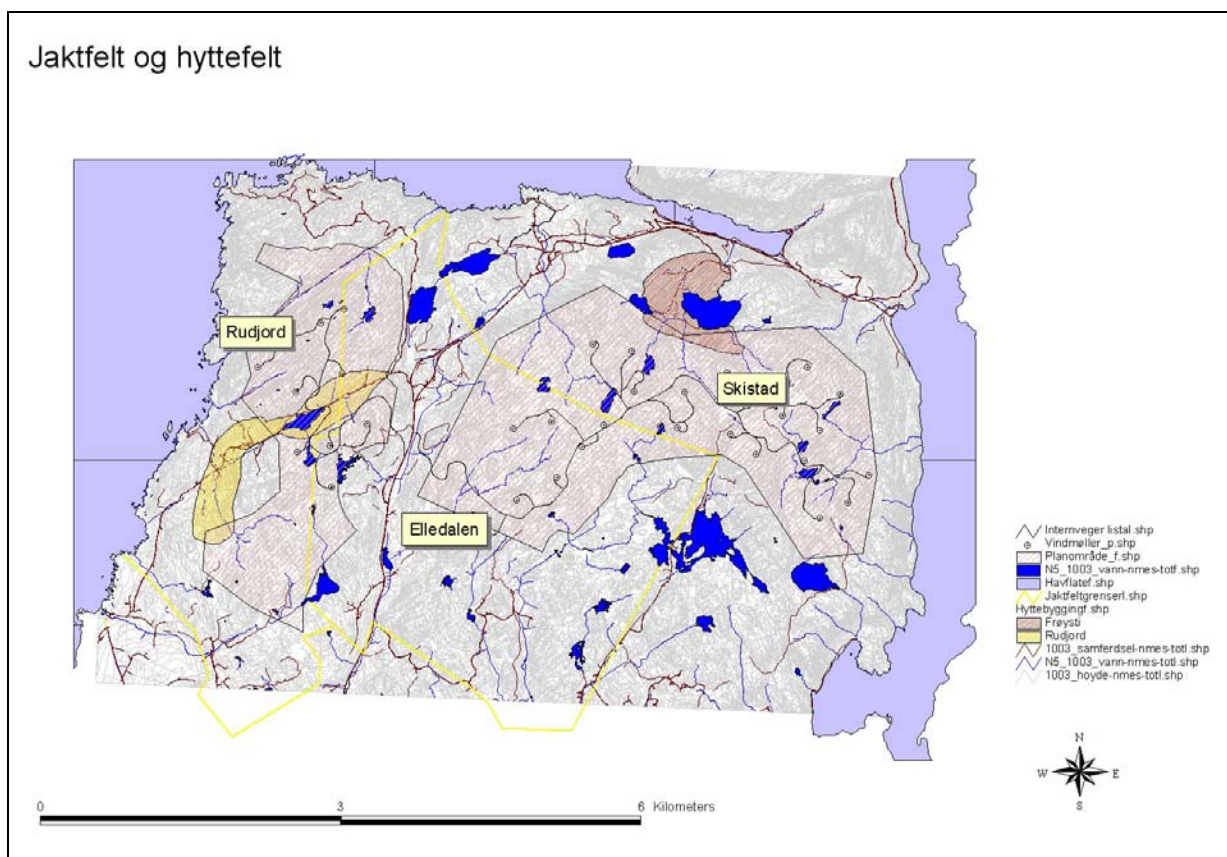 Jaktfelt og hyttefelt
Rudjord
Skistad
Elledalen
Internveger listal.shp
Vindmøller_p.shp
Planområde_f.shp
N5_1003_vann-nmes-totf.shp
Havflatef.shp
Jaktfeltgrenserl.shp
Hyttebyggingf.shp
Frøysti
Rudjord
1003_samferdsel-nmes-totl.shp
N5_1003_vann-nmes-totl.shp
1003_hoyde-nmes-totl.shp
N
W E
S
0 3 6 Kilometers